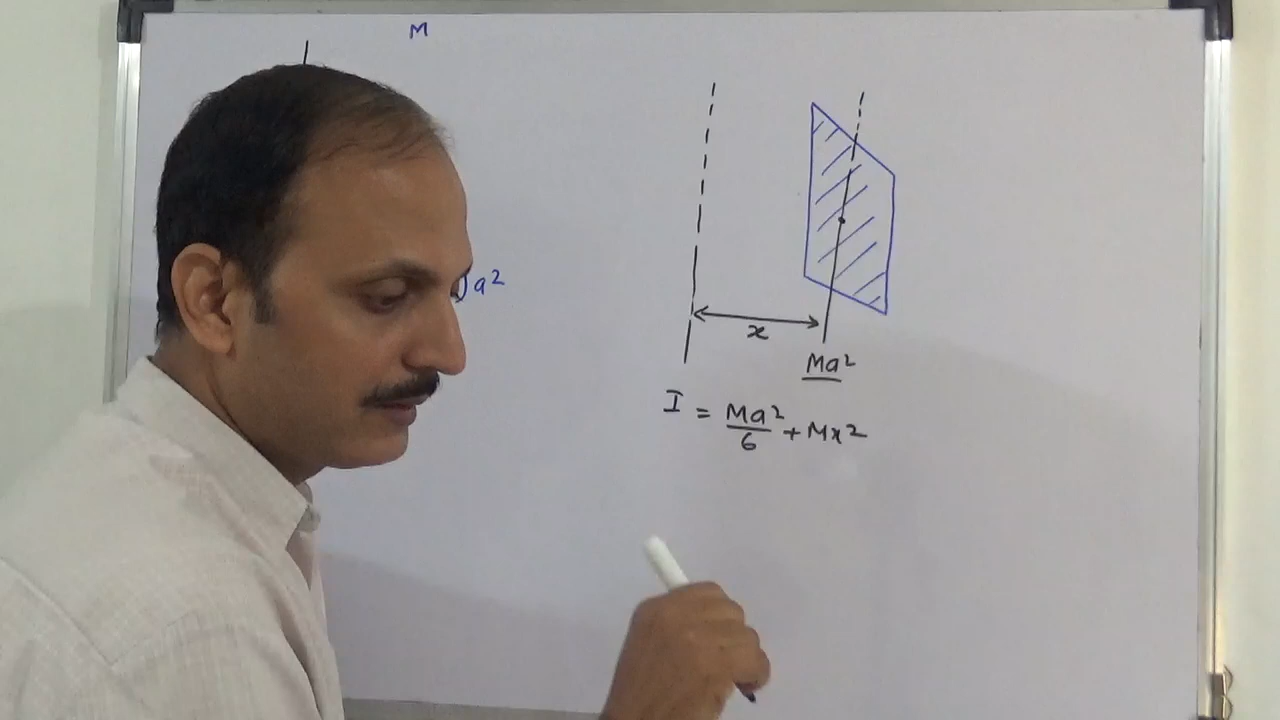 M
a²
x
Ma²
I = Ma²/6 + Mx²